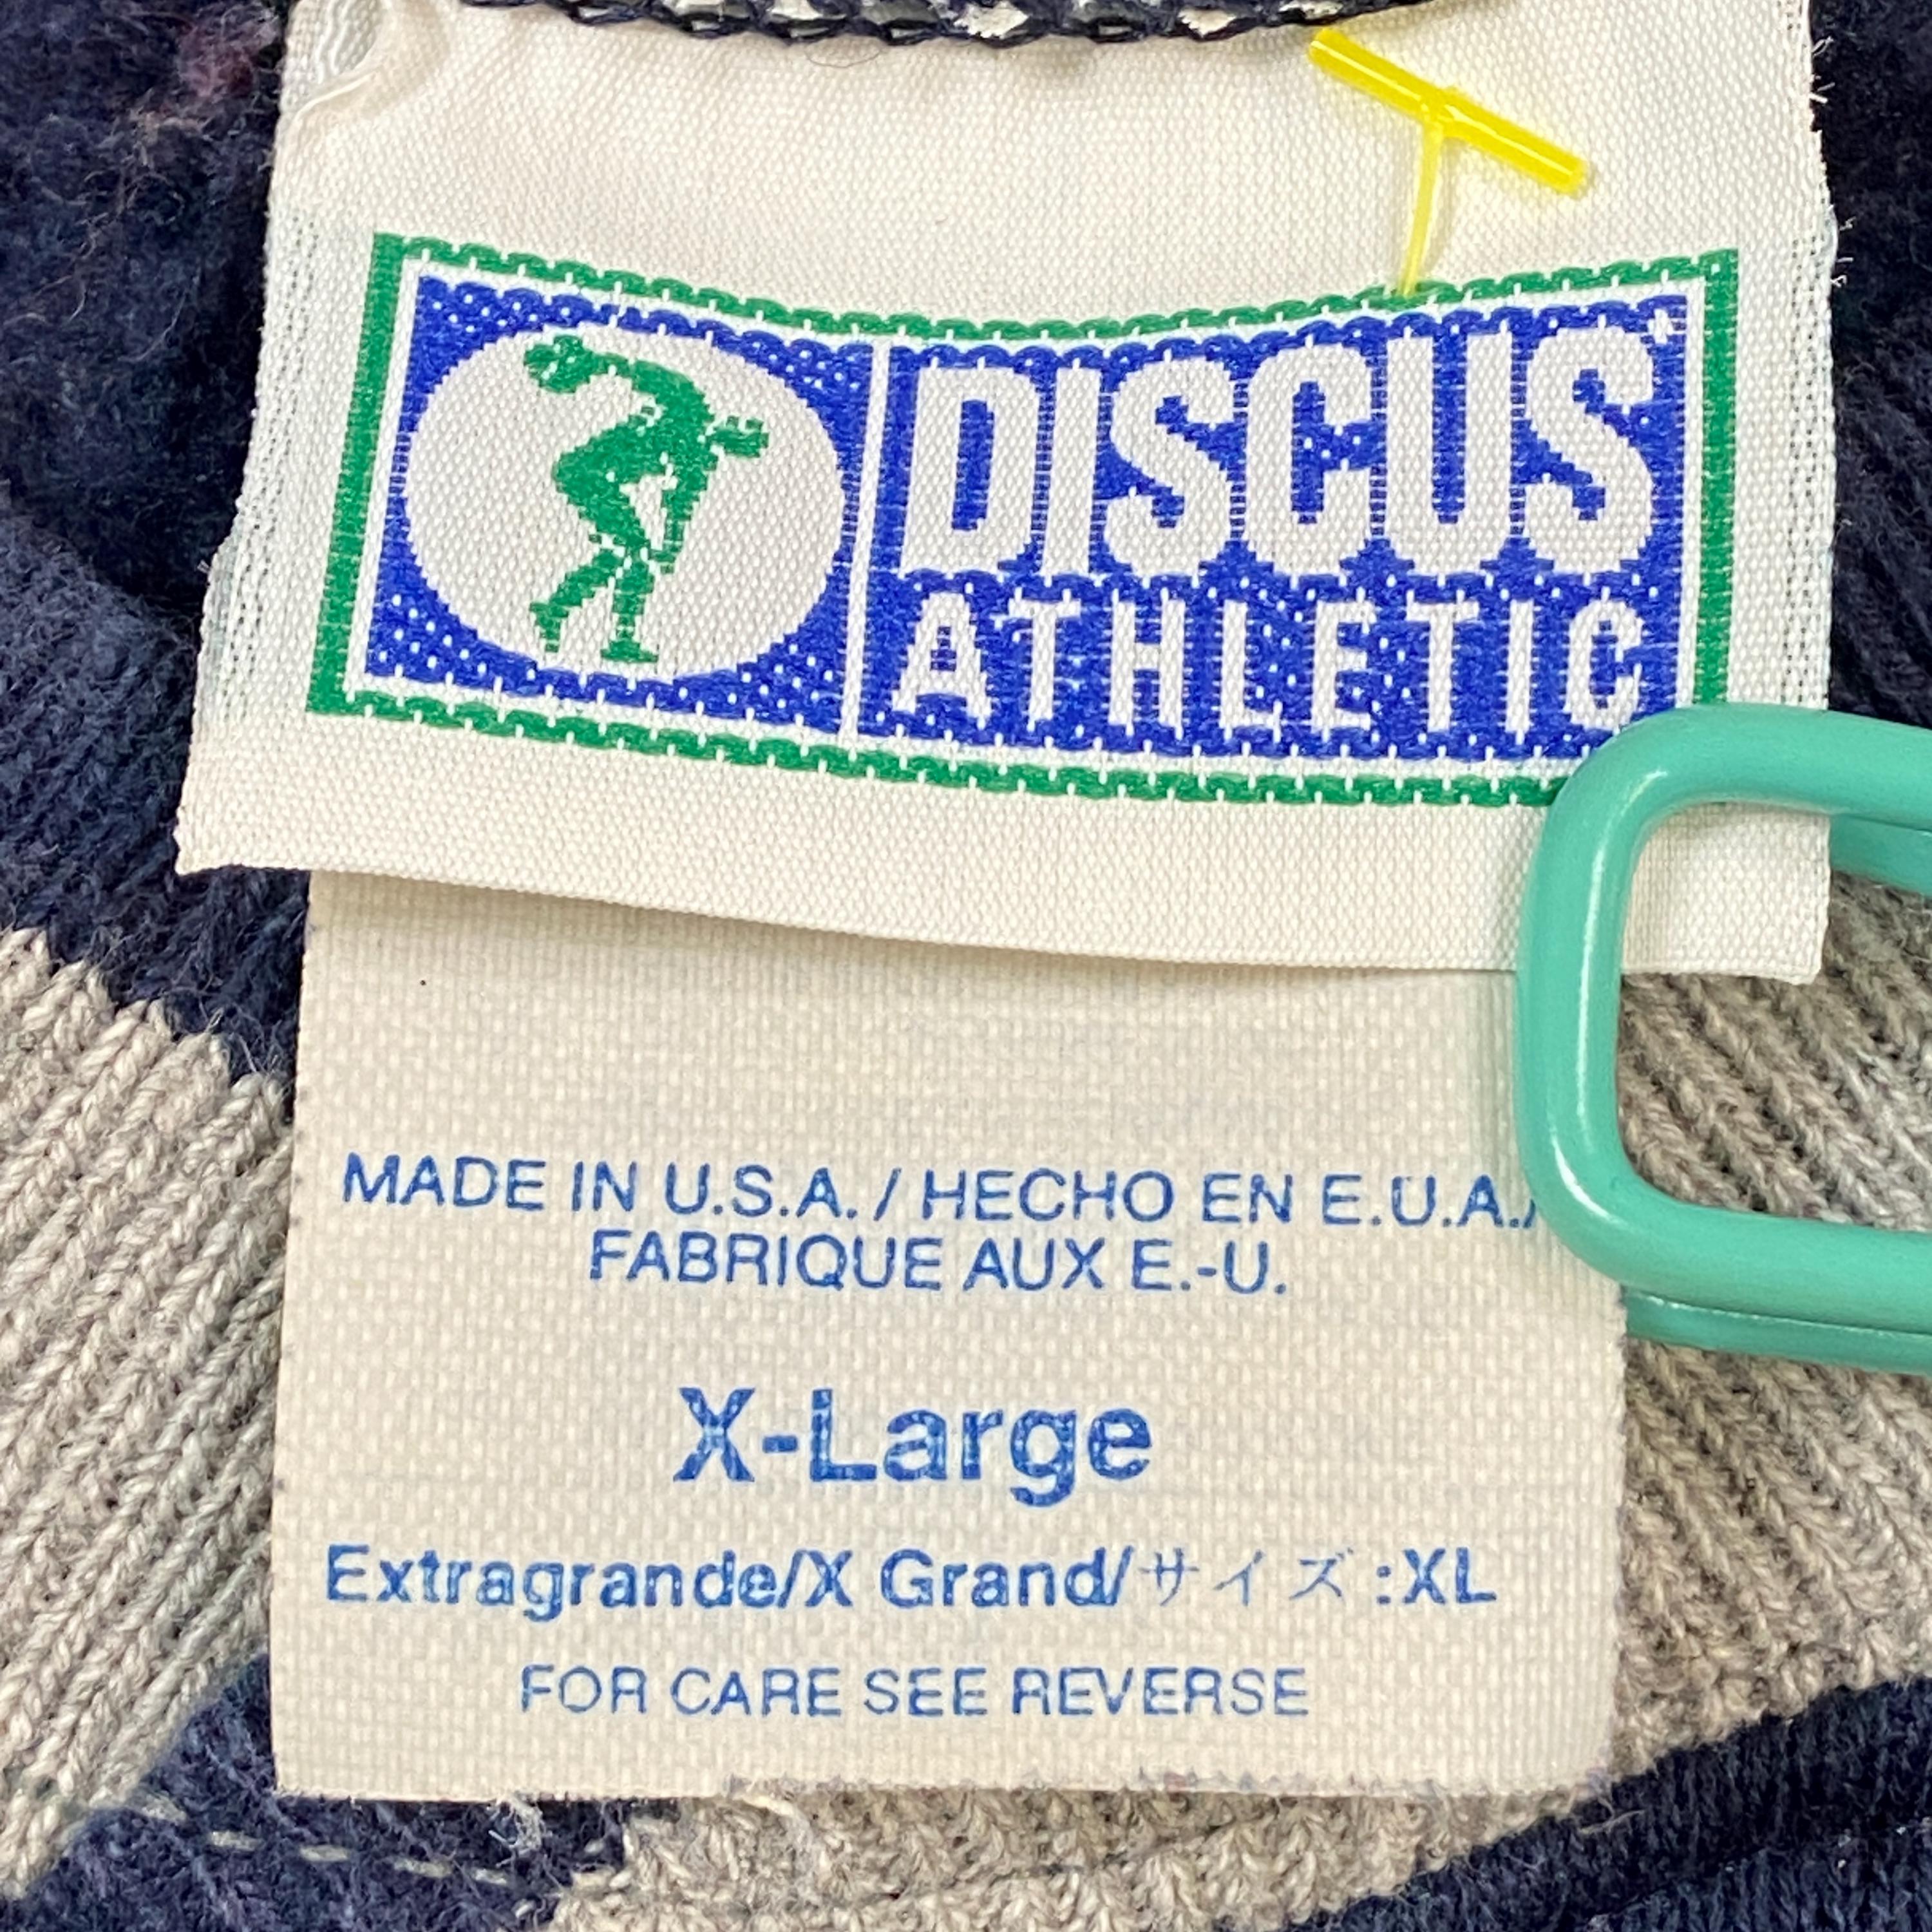 DISCUS
ATHLETIC
MADE IN U.S.A. / HECHO EN E.U.A./
FABRIQUE AUX E.-U.
X-Large
Extragrande/X Grand/サイズ:XL
FOR CARE SEE REVERSE